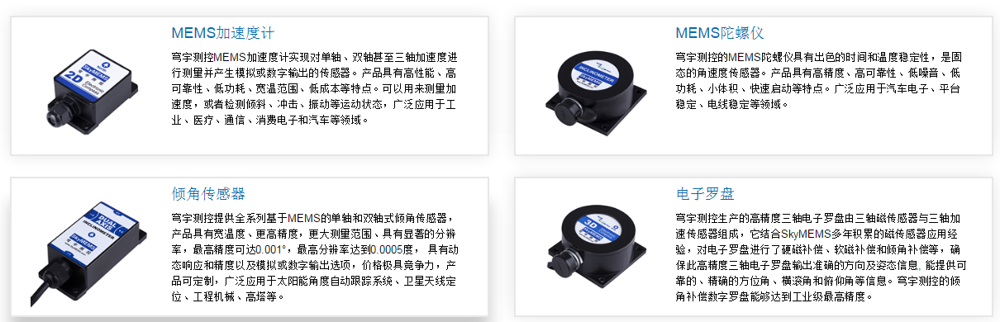 MEMS加速度计
穹宇测控MEMS加速度计实现对单轴、双轴甚至三轴加速度进
行测量并产生模拟或数字输出的传感器。产品具有高性能、高
可靠性、低功耗、宽温范围、低成本等特点。可以用来测量加
速度，或者检测倾斜、冲击、振动等运动状态，广泛应用于工
业、医疗、通信、消费电子和汽车等领域。
SkyMEMS
2D
Electronic
Compass
MEMS陀螺仪
穹宇测控的MEMS陀螺仪具有出色的时间和温度稳定性，是固
态的角速度传感器。产品具有高精度、高可靠性、低噪音、低
功耗、小体积、快速启动等特点。广泛应用于汽车电子、平台
稳定、电线稳定等领域。
INCLINOMETER
SkyMEMS
倾角传感器
穹宇测控提供全系列基于MEMS的单轴和双轴式倾角传感器，
产品具有宽温度、更高精度，更大测量范围、具有显著的分辨
率，最高精度可达0.001°，最高分辨率达到0.0005度， 具有动
态响应和精度以及模拟或数字输出选项，价格极具竞争力，产
品可定制，广泛应用于太阳能角度自动跟踪系统、卫星天线定
位、工程机械、高塔等。
DUAL
AXIS
INCLINOMETER
SkyMEMS
电子罗盘
穹宇测控生产的高精度三轴电子罗盘由三轴磁传感器与三轴加
速传感器组成，它结合SkyMEMS多年积累的磁传感器应用经
验，对电子罗盘进行了硬磁补偿、软磁补偿和倾角补偿等，确
保此高精度三轴电子罗盘输出准确的方向及姿态信息, 能提供可
靠的、精确的方位角、横滚角和俯仰角等信息。穹宇测控的倾
角补偿数字罗盘能够达到工业级最高精度。
3D